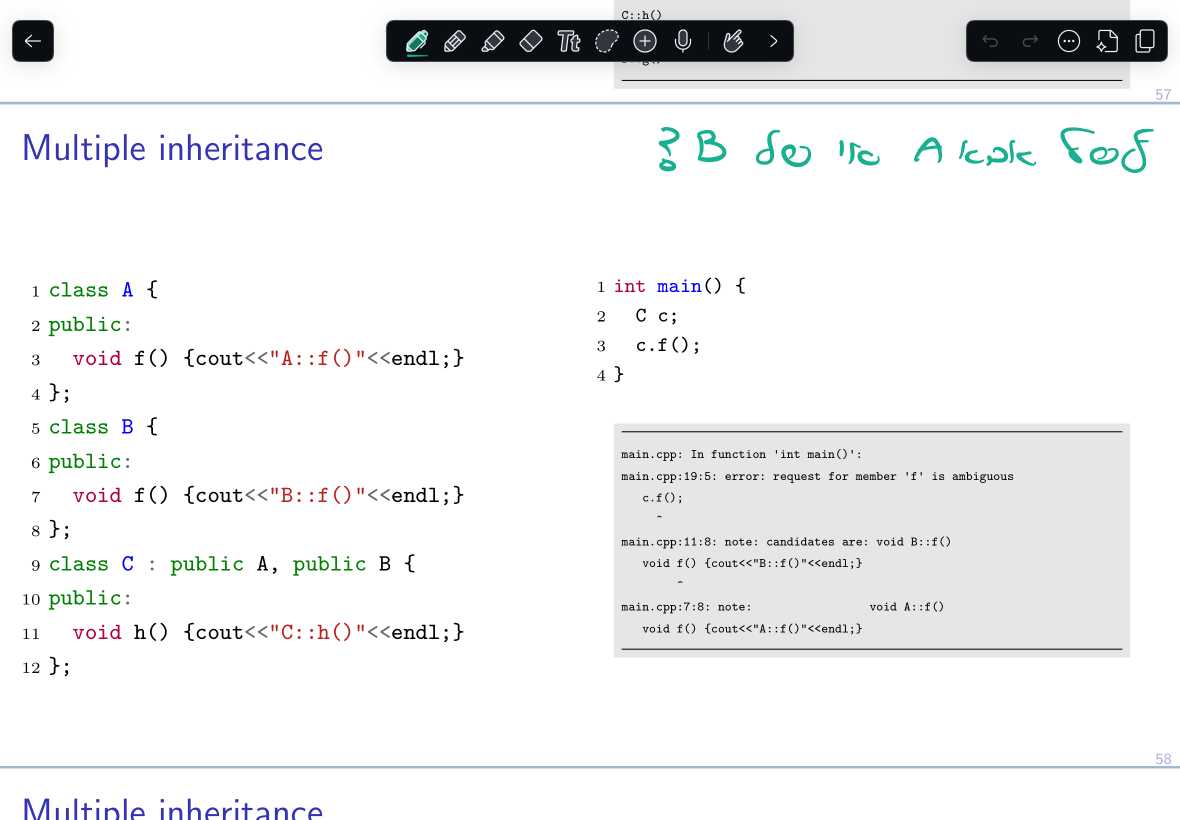 C::h()
57
Multiple inheritance
1 class A {
2 public:
3   void f() {cout<<"A::f()"<<endl;}
4 };
5 class B {
6 public:
7   void f() {cout<<"B::f()"<<endl;}
8 };
9 class C : public A, public B {
10 public:
11   void h() {cout<<"C::h()"<<endl;}
12 };
1 int main() {
2   C c;
3   c.f();
4 }
main.cpp: In function 'int main()':
main.cpp:19:5: error: request for member 'f' is ambiguous
   c.f();
     ^
main.cpp:11:8: note: candidates are: void B::f()
   void f() {cout<<"B::f()"<<endl;}
        ^
main.cpp:7:8: note:                 void A::f()
   void f() {cout<<"A::f()"<<endl;}
58
Multiple inheritance